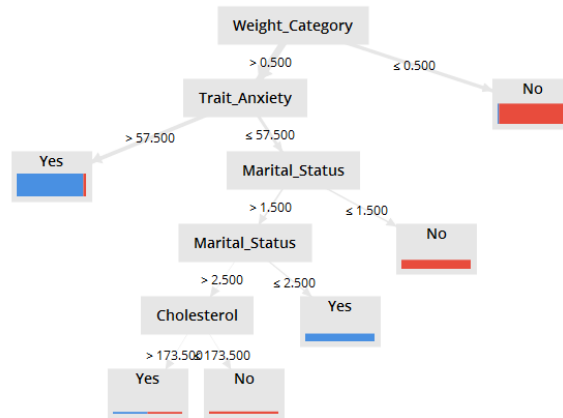 Weight_Category
> 0.500
≤ 0.500
Trait_Anxiety
No
> 57.500
≤ 57.500
Yes
Marital_Status
> 1.500
≤ 1.500
Marital_Status
No
> 2.500
≤ 2.500
Cholesterol
Yes
> 173.500
≤ 173.500
Yes
No